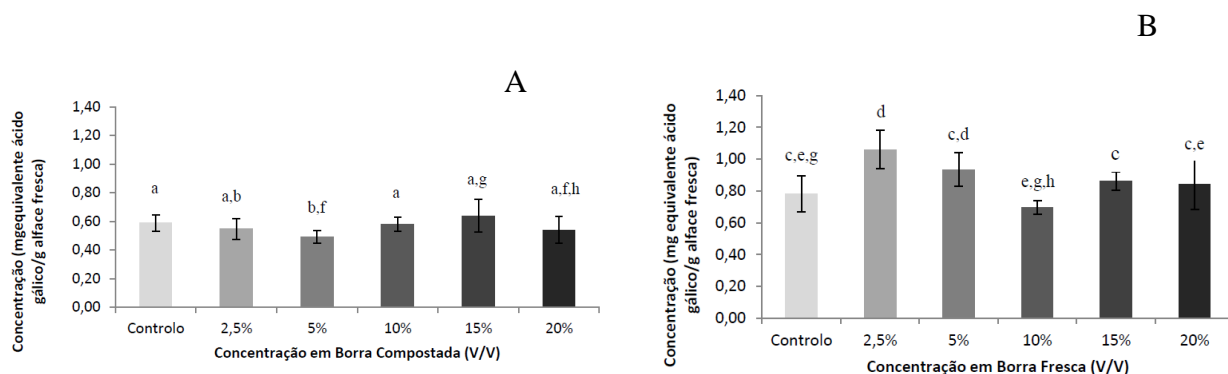 A
Concentração (mgequivalente ácido
gálico/g alface fresca)
1,40
1,20
1,00
0,80
0,60
0,40
0,20
0,00
a
a,b
b,f
a
a,g
a,f,h
Controlo 2,5% 5% 10% 15% 20%
Concentração em Borra Compostada (V/V)
B
Concentração (mg equivalente ácido
gálico/g alface fresca)
1,40
1,20
1,00
0,80
0,60
0,40
0,20
0,00
c,e,g
d
c,d
e,g,h
c
c,e
Controlo 2,5% 5% 10% 15% 20%
Concentração em Borra Fresca (V/V)